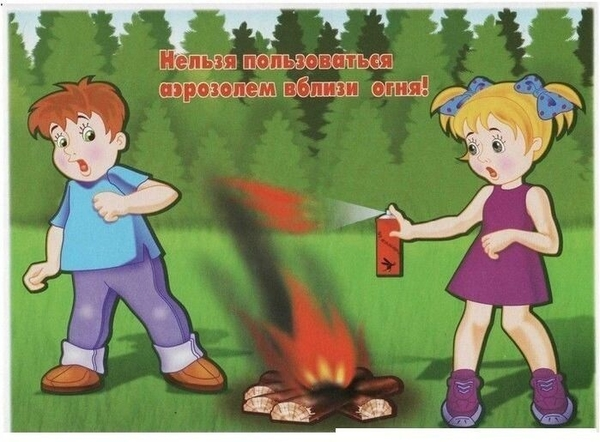 Нельзя пользоваться
аэрозолем вблизи огня!